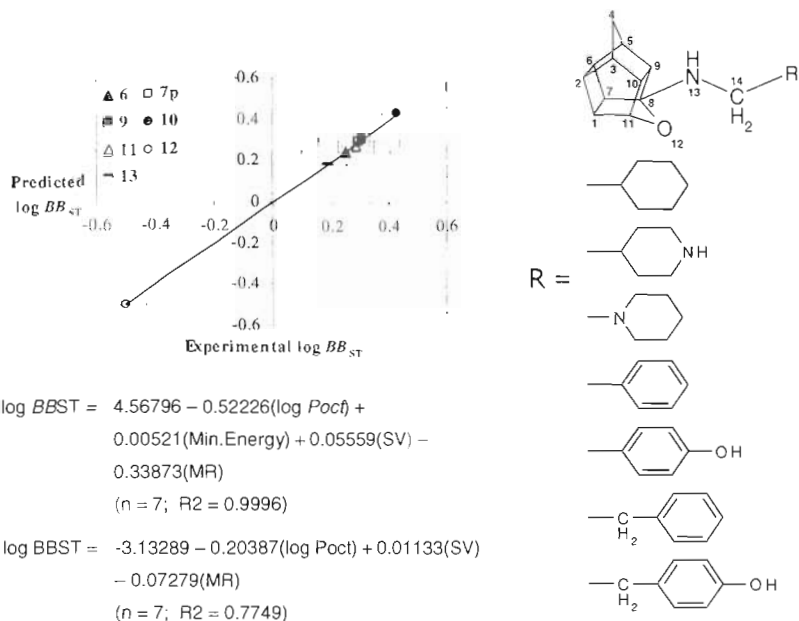 -0.6
▲ 6 □ 7p
■ 9 ● 10
△ 11 ○ 12
- 13
0.4
0.2
0
-0.2
-0.4
-0.6
Predicted
log BB_ST
-0.6 -0.4 -0.2 0 0.2 0.4 0.6
Experimental log BB_ST
log BBST = 4.56796 – 0.52226(log Poct) +
0.00521(Min.Energy) + 0.05559(SV) –
0.33873(MR)
(n = 7; R2 = 0.9996)
log BBST = -3.13289 – 0.20387(log Poct) + 0.01133(SV)
– 0.07279(MR)
(n = 7; R2 = 0.7749)
4
5
6
3
9
2
10
7
8
1
11
O
12
H
N
13
14
C
H2
R
R =
NH
N
OH
C
H2
C
H2
OH